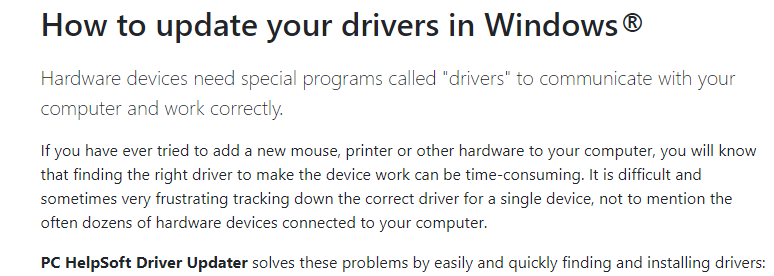 How to update your drivers in Windows®
Hardware devices need special programs called "drivers" to communicate with your
computer and work correctly.
If you have ever tried to add a new mouse, printer or other hardware to your computer, you will know
that finding the right driver to make the device work can be time-consuming. It is difficult and
sometimes very frustrating tracking down the correct driver for a single device, not to mention the
often dozens of hardware devices connected to your computer.
PC HelpSoft Driver Updater solves these problems by easily and quickly finding and installing drivers: